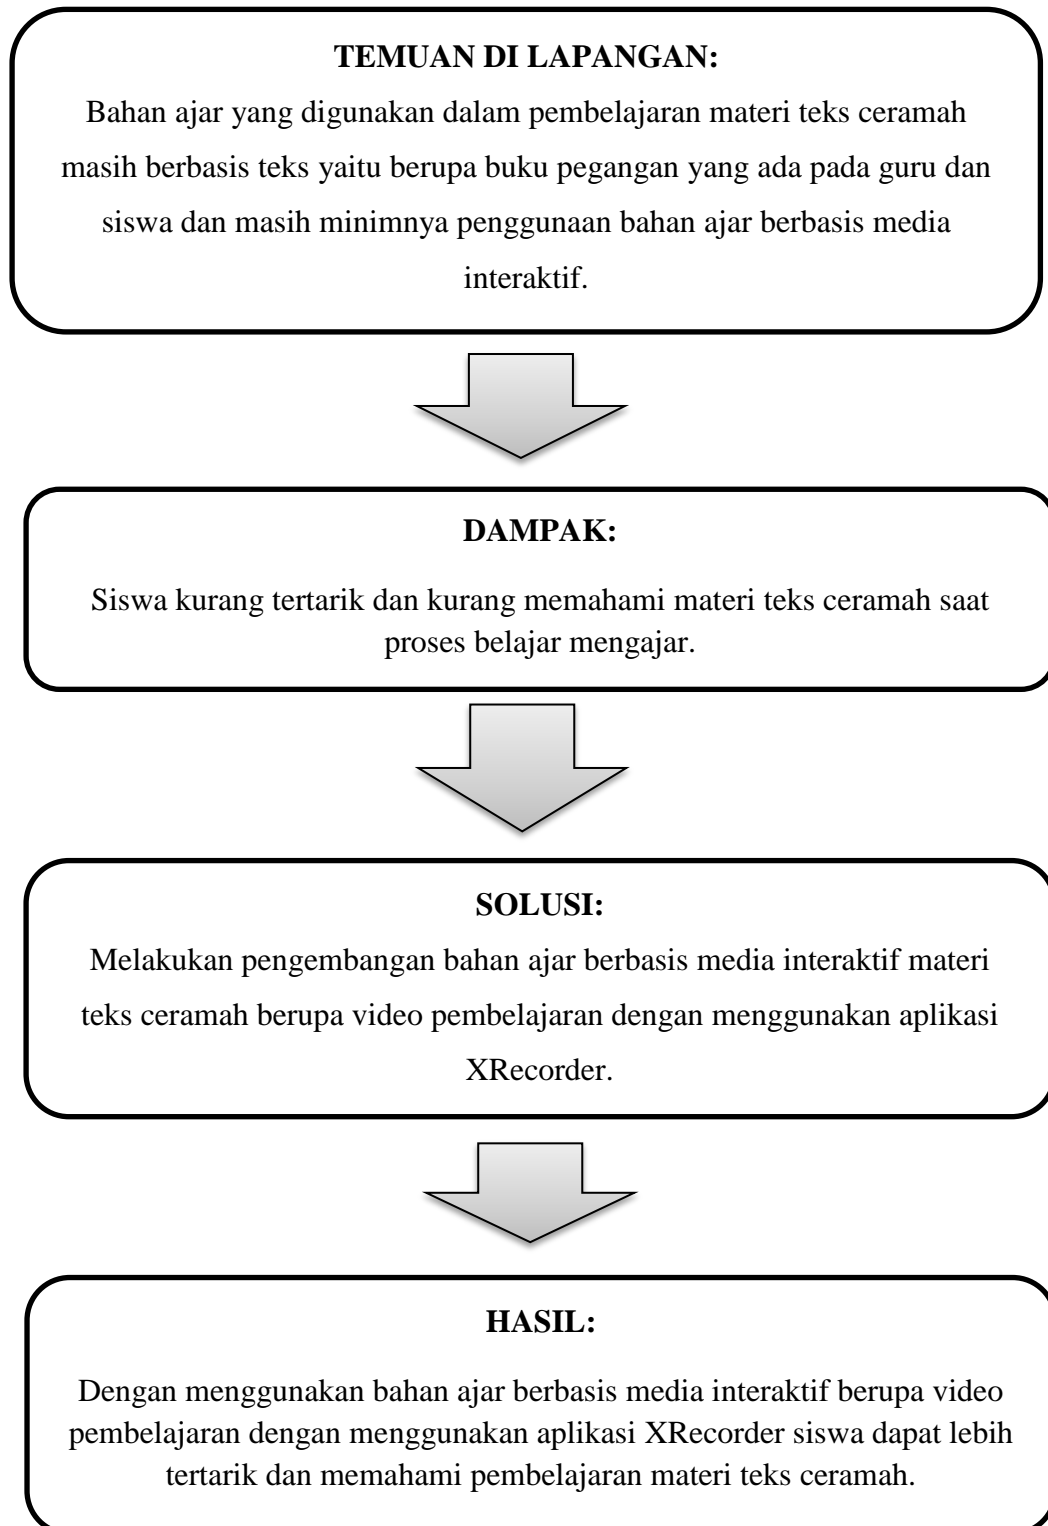 TEMUAN DI LAPANGAN:
Bahan ajar yang digunakan dalam pembelajaran materi teks ceramah
masih berbasis teks yaitu berupa buku pegangan yang ada pada guru dan
siswa dan masih minimnya penggunaan bahan ajar berbasis media
interaktif.
DAMPAK:
Siswa kurang tertarik dan kurang memahami materi teks ceramah saat
proses belajar mengajar.
SOLUSI:
Melakukan pengembangan bahan ajar berbasis media interaktif materi
teks ceramah berupa video pembelajaran dengan menggunakan aplikasi
XRecorder.
HASIL:
Dengan menggunakan bahan ajar berbasis media interaktif berupa video
pembelajaran dengan menggunakan aplikasi XRecorder siswa dapat lebih
tertarik dan memahami pembelajaran materi teks ceramah.